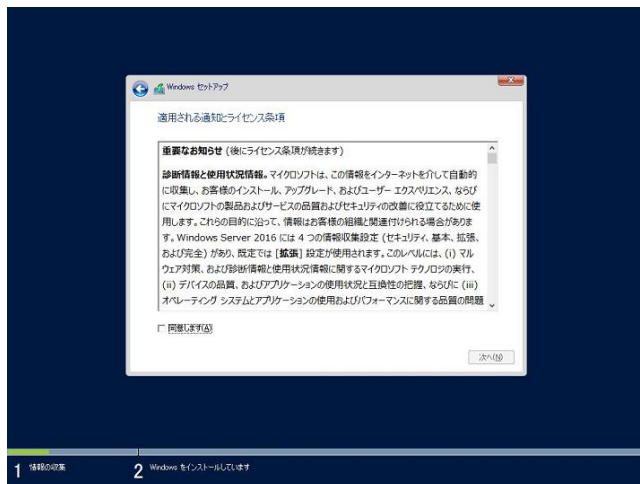 Windows セットアップ
適用される通知とライセンス条項
重要なお知らせ (後にライセンス条項が続きます)
診断情報と使用状況情報。マイクロソフトは、この情報をインターネットを介して自動的
に収集し、お客様のインストール、アップグレード、およびユーザー エクスペリエンス、ならび
にマイクロソフトの製品およびサービスの品質およびセキュリティの改善に役立てるために使
用します。これらの目的に沿って、情報はお客様の組織と関連付けられる場合がありま
す。Windows Server 2016 には 4 つの情報収集設定 (セキュリティ、基本、拡張、
および完全) があり、既定では [拡張] 設定が使用されます。このレベルには、(i) マル
ウェア対策、および診断情報と使用状況情報に関するマイクロソフト テクノロジの実行、
(ii) デバイスの品質、およびアプリケーションの使用状況と互換性の把握、ならびに (iii)
オペレーティング システムとアプリケーションの使用およびパフォーマンスに関する品質の問題
同意します(A)
次へ(N)
1 情報の収集
2 Windows をインストールしています